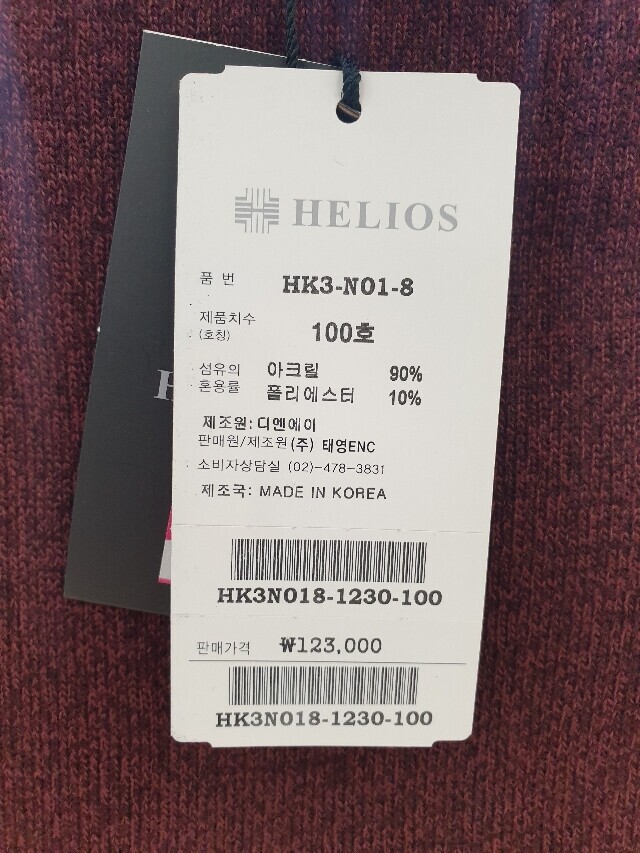 HELIOS
품 번 HK3-N01-8
제품치수
(호칭) 100호
섬유의 아크릴 90%
혼용률 폴리에스터 10%
제조원: 디엔에이
판매원/제조원 (주) 태영ENC
소비자상담실 (02)-478-3831
제조국: MADE IN KOREA
HK3N018-1230-100
판매가격 ₩123,000
HK3N018-1230-100